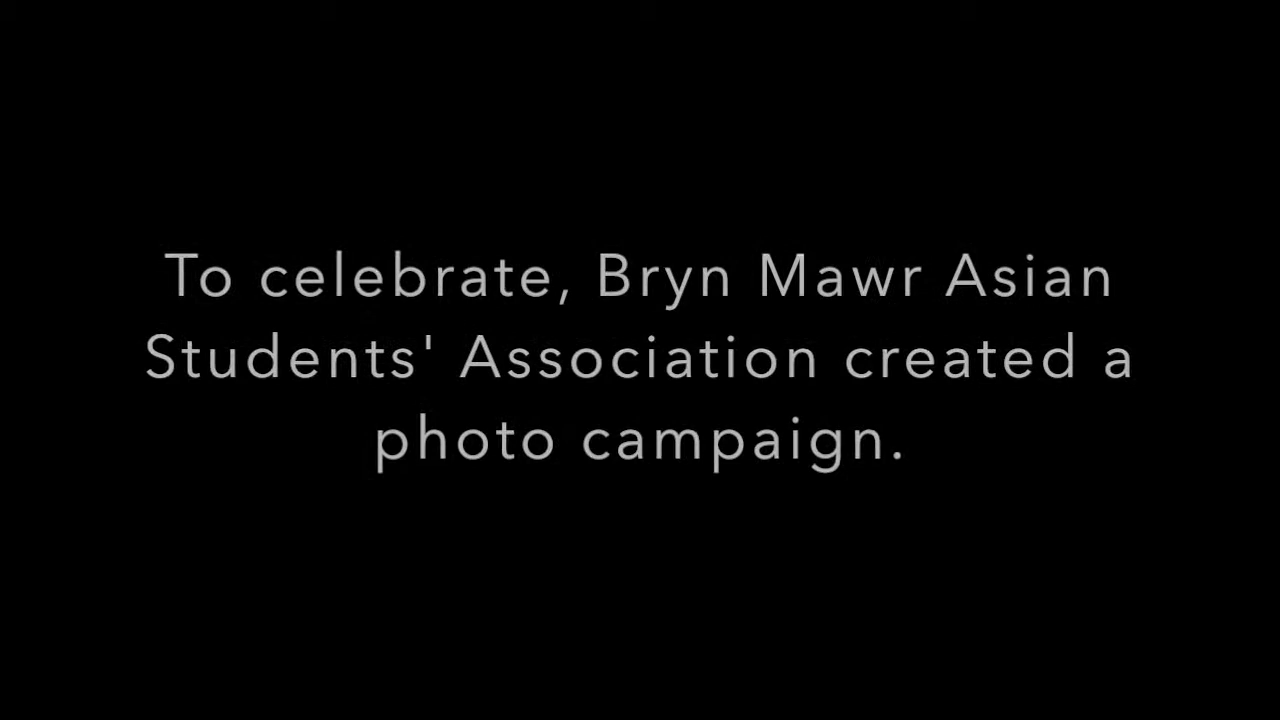 To celebrate, Bryn Mawr Asian
Students' Association created a
photo campaign.